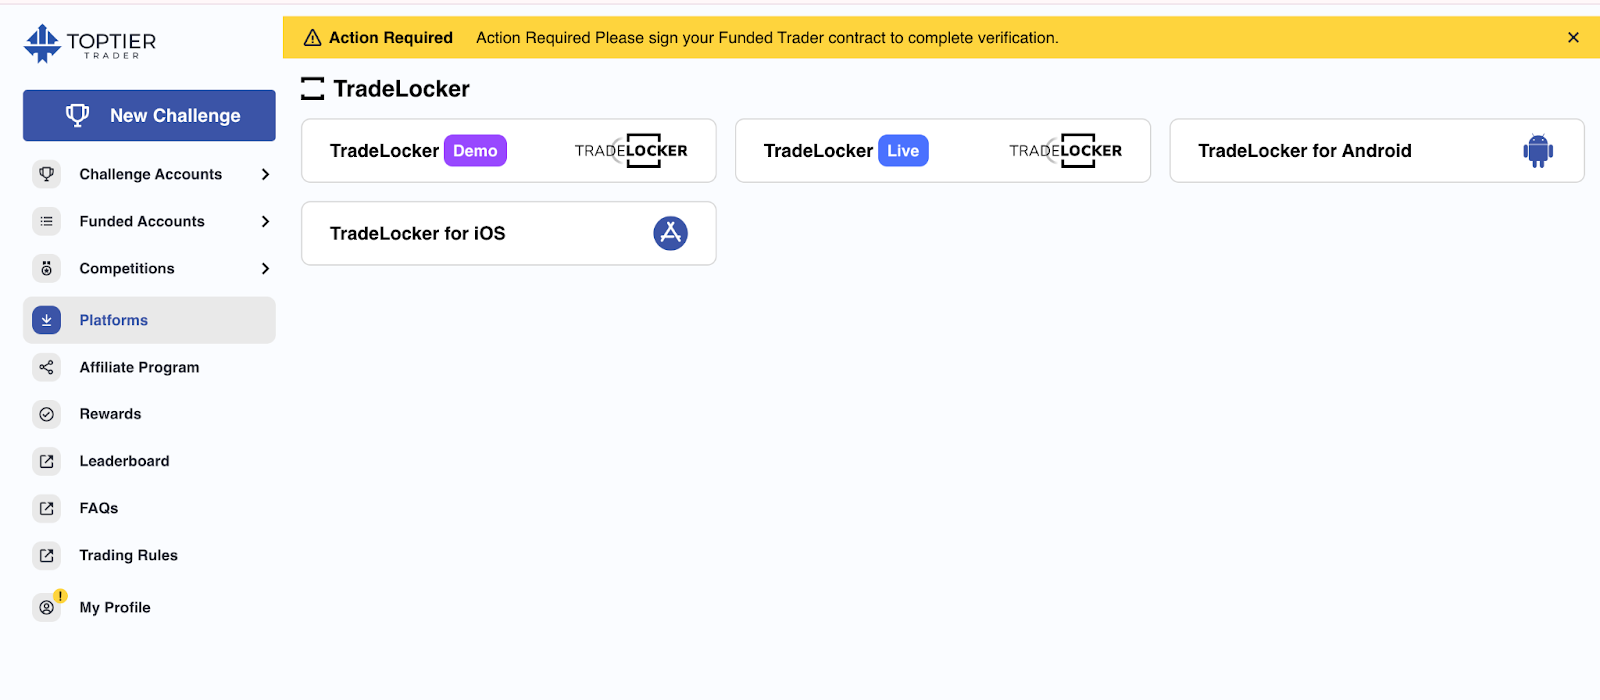 TOPTIER
TRADER
Action Required Action Required Please sign your Funded Trader contract to complete verification.
New Challenge
Challenge Accounts
Funded Accounts
Competitions
Platforms
Affiliate Program
Rewards
Leaderboard
FAQs
Trading Rules
!
My Profile
TradeLocker
TradeLocker Demo TRADELOCKER
TradeLocker Live TRADELOCKER
TradeLocker for Android
TradeLocker for iOS